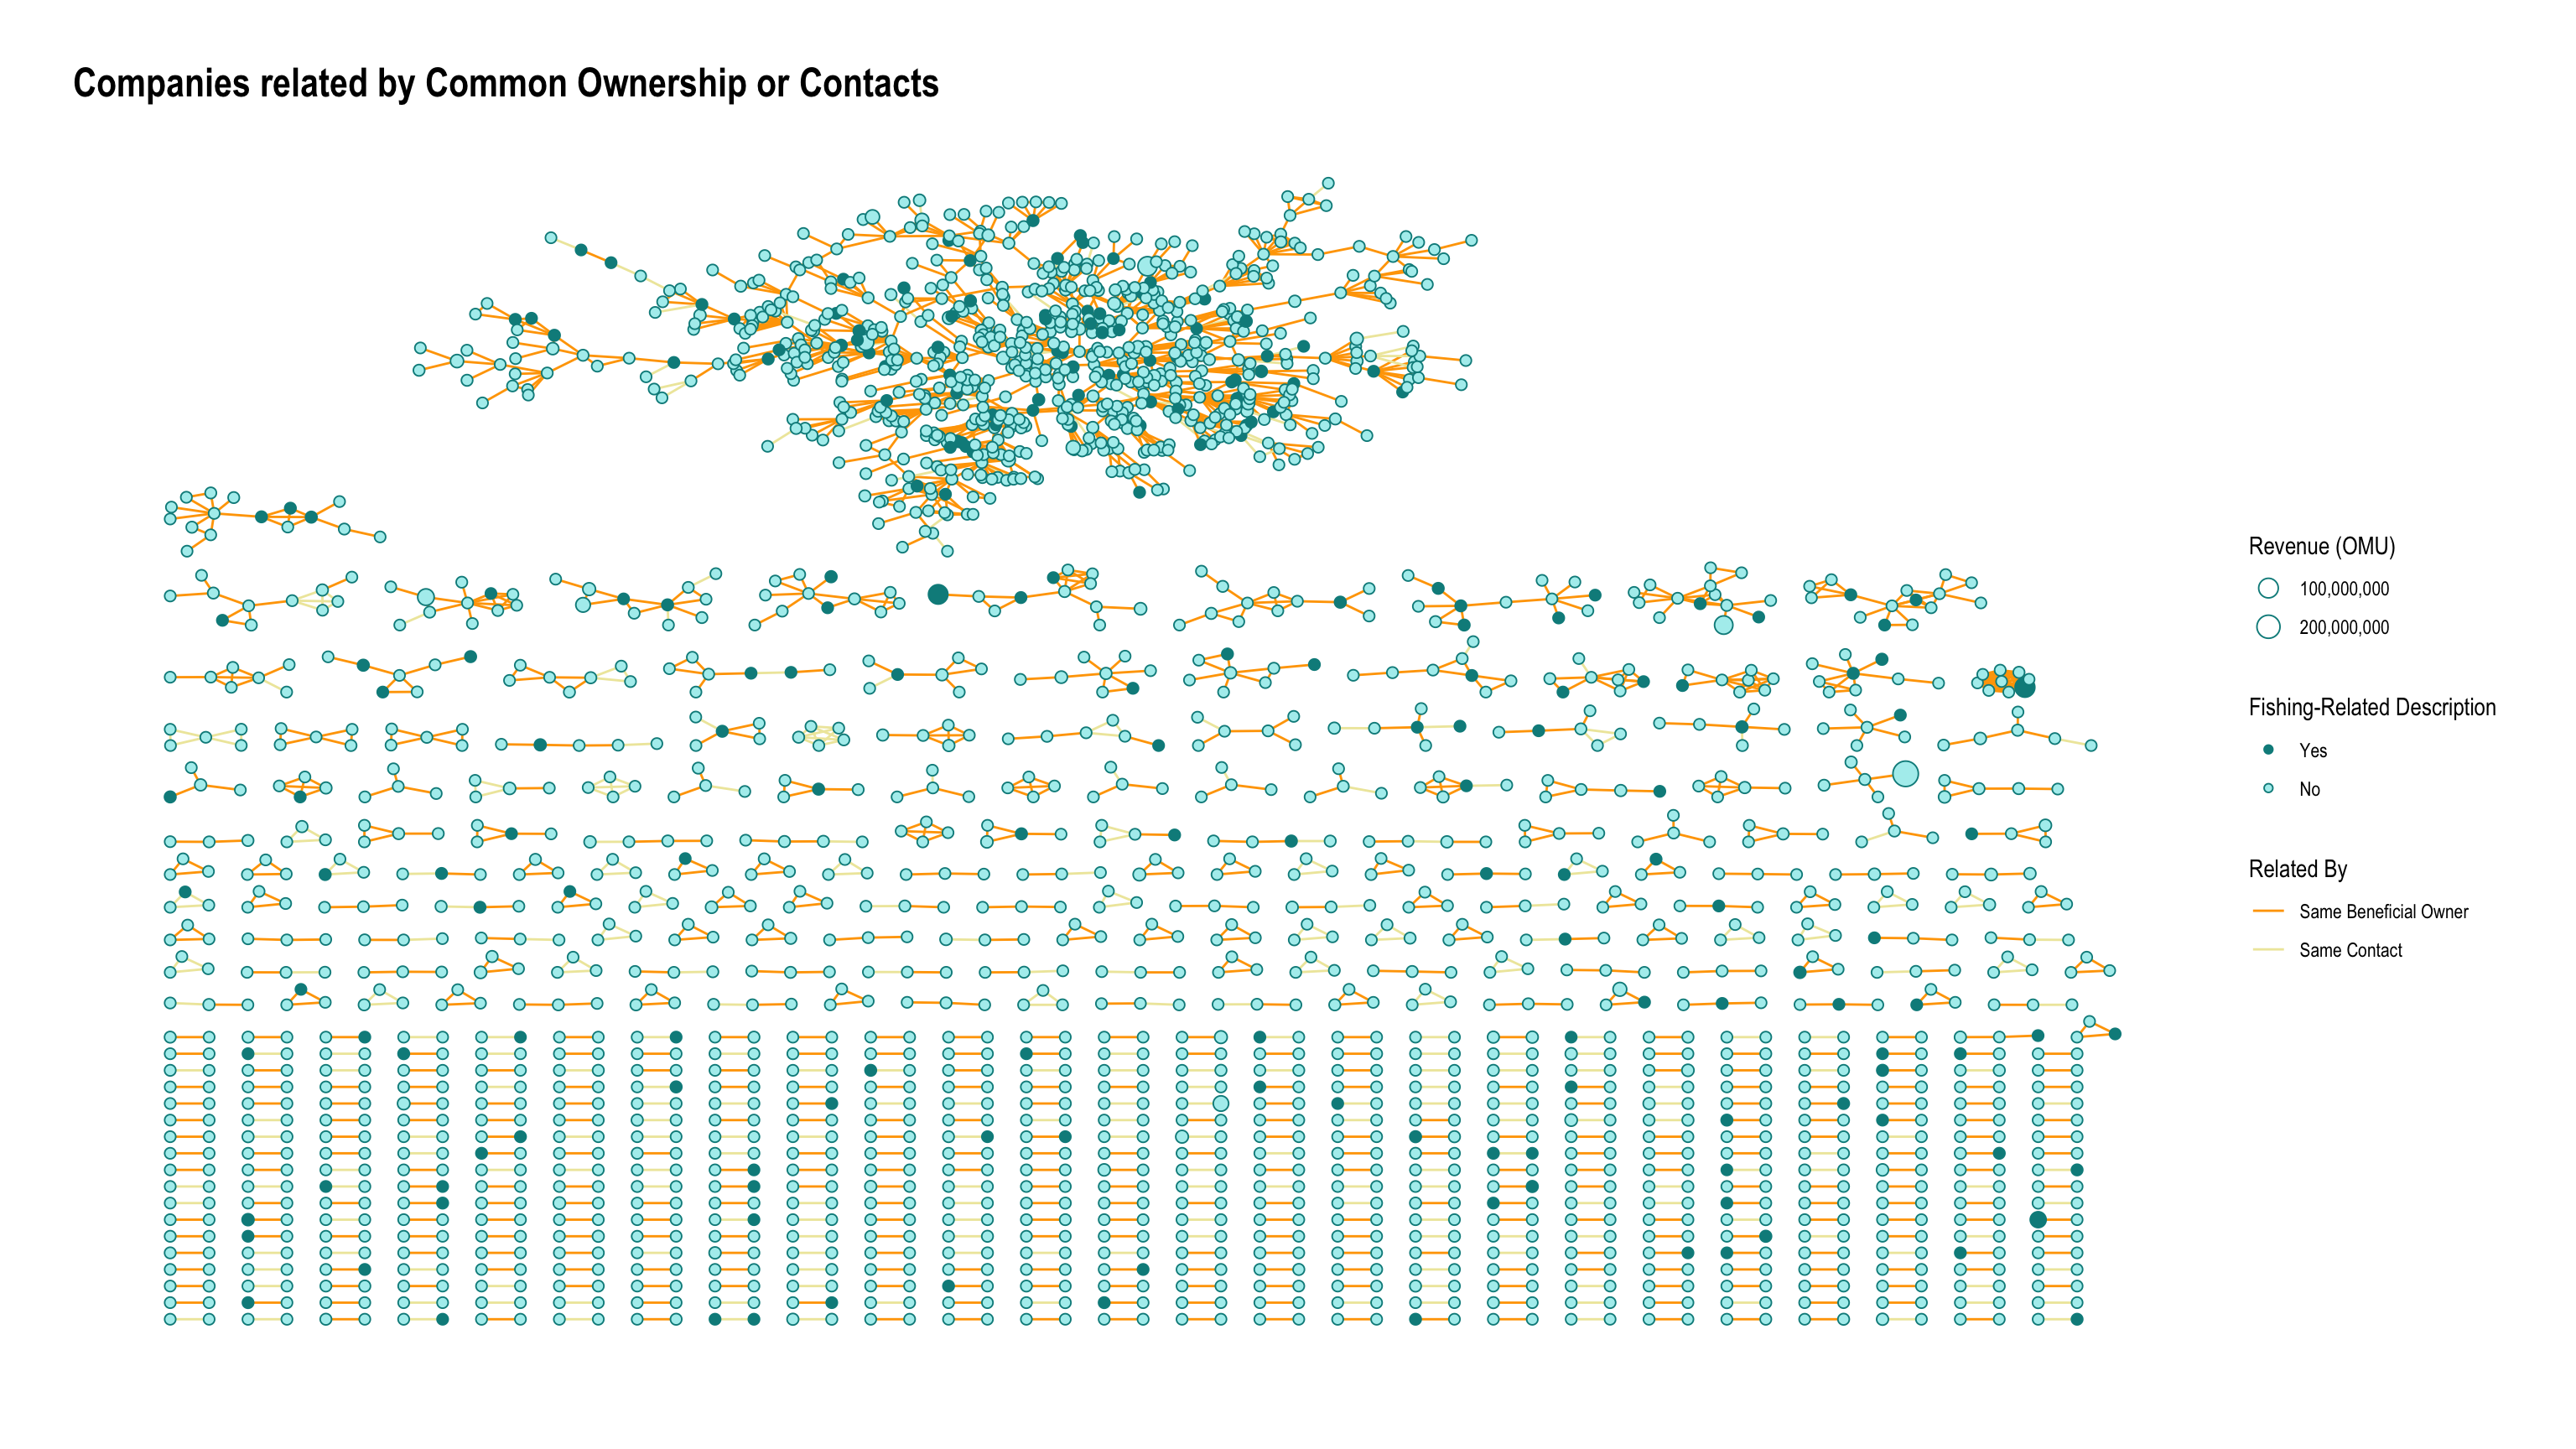 Companies related by Common Ownership or Contacts
Revenue (OMU)
100,000,000
200,000,000
Fishing-Related Description
Yes
No
Related By
Same Beneficial Owner
Same Contact